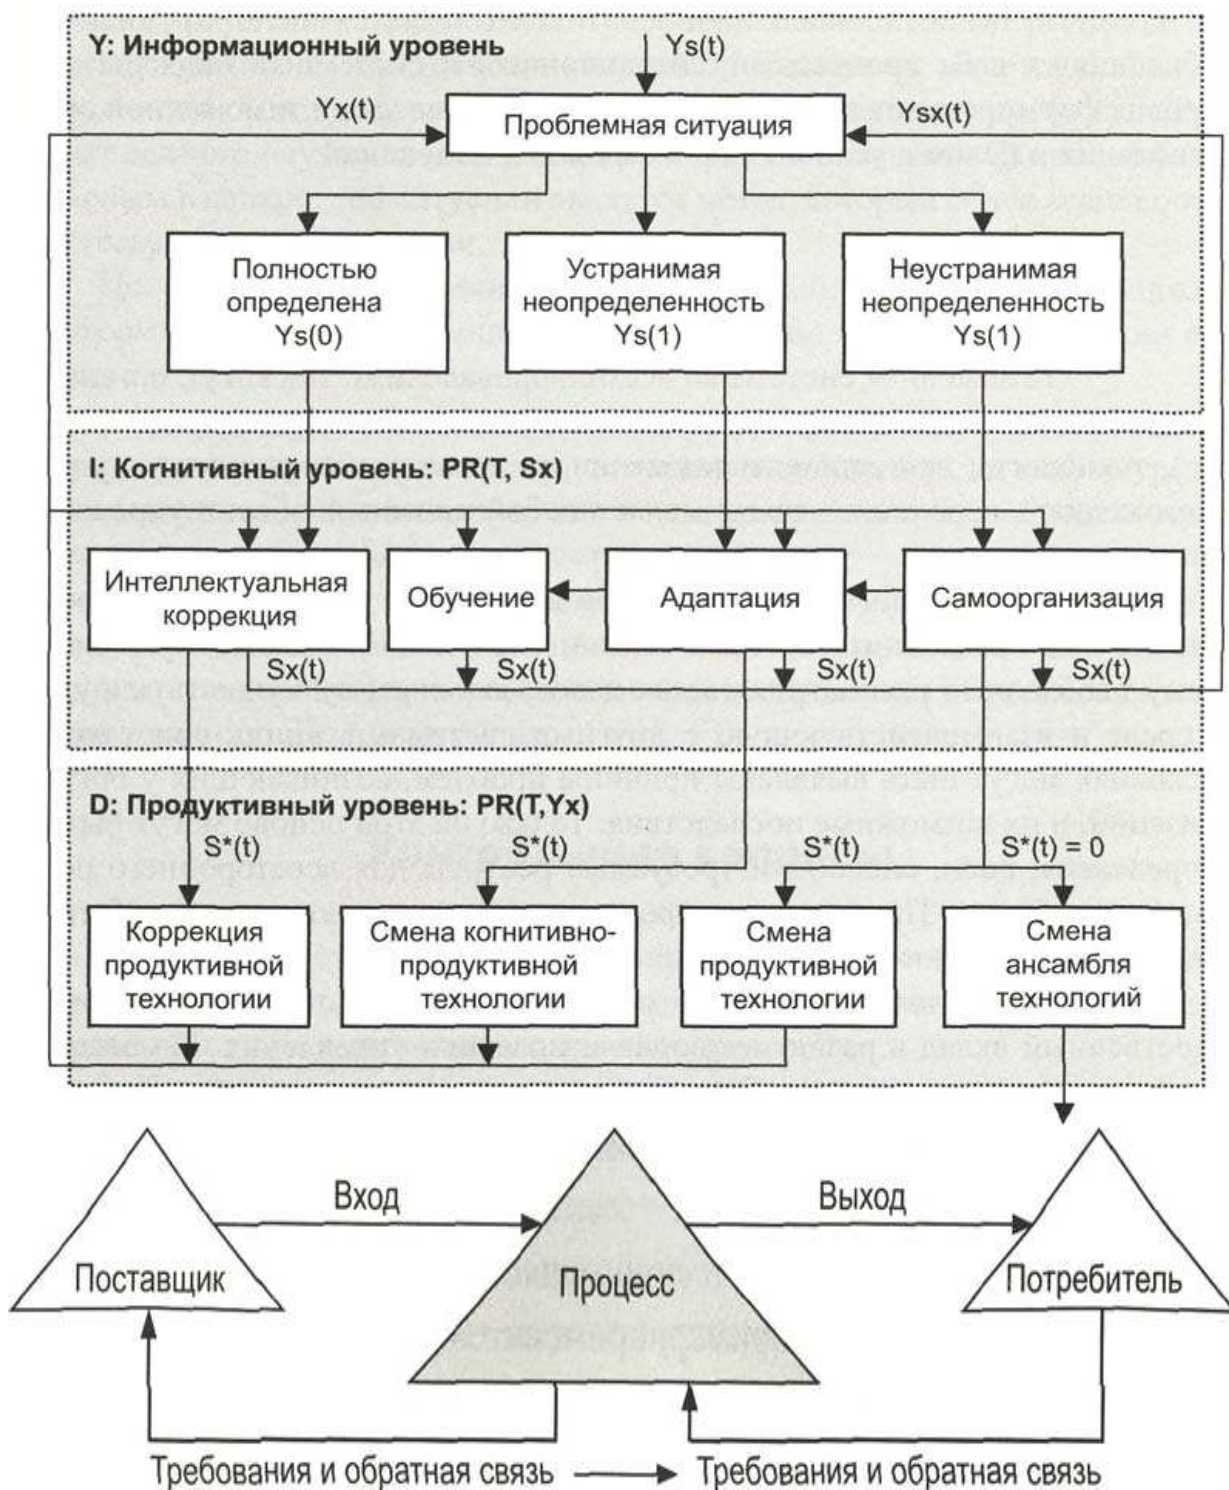 Y: Информационный уровень
Ys(t)
Yx(t)
Ysx(t)
Проблемная ситуация
Полностью
определена
Ys(0)
Устранимая
неопределенность
Ys(1)
Неустранимая
неопределенность
Ys(1)
I: Когнитивный уровень: PR(T, Sx)
Интеллектуальная
коррекция
Обучение
Адаптация
Самоорганизация
Sx(t)
Sx(t)
Sx(t)
Sx(t)
D: Продуктивный уровень: PR(T,Yx)
S*(t)
S*(t)
S*(t)
S*(t) = 0
Коррекция
продуктивной
технологии
Смена когнитивно-
продуктивной
технологии
Смена
продуктивной
технологии
Смена
ансамбля
технологий
Вход
Выход
Поставщик
Процесс
Потребитель
Требования и обратная связь
Требования и обратная связь